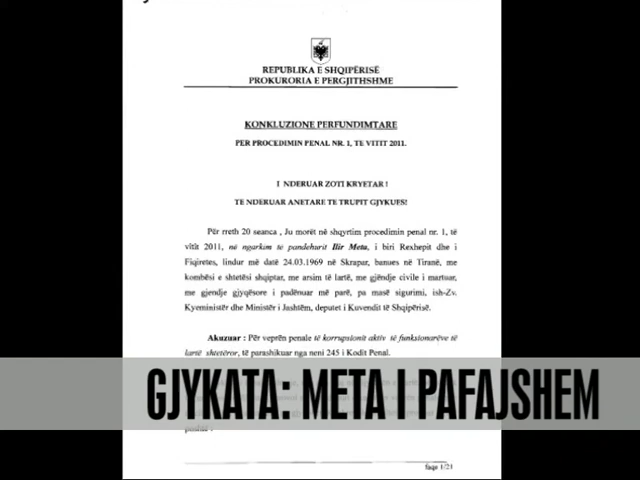 REPUBLIKA E SHQIPËRISË
PROKURORIA E PERGJITHSHME
KONKLUZIONE PERFUNDIMTARE
PER PROCEDIMIN PENAL NR. 1, TE VITIT 2011.
I NDERUAR ZOTI KRYETAR !
TE NDERUAR ANETARE TE TRUPIT GJYKUES!
Për rreth 20 seanca , Ju morët në shqyrtim procedimin penal nr. 1, të
vitit 2011, në ngarkim të pandehurit Ilir Meta, i biri Rexhepit dhe i
Fiqiretes, lindur më datë 24.03.1969 në Skrapar, banues në Tiranë, me
kombësi e shtetësi shqiptar, me arsim të lartë, me gjëndje civile i martuar,
me gjendje gjyqësore i padënuar më parë, pa masë sigurimi, ish-Zv.
Kyeministër dhe Ministër i Jashtëm, deputet i Kuvendit të Shqipërisë.
Akuzuar : Për veprën penale të korrupsionit aktiv të funksionarëve të
lartë shtetëror, të parashikuar nga neni 245 i Kodit Penal.
GJYKATA: META I PAFAJSHEM
faqe 1/21